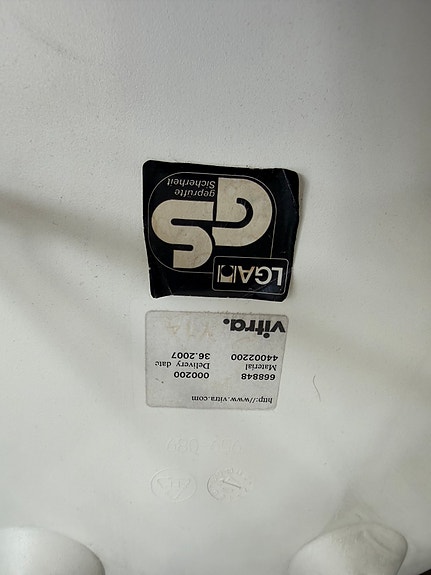 http://www.vitra.com
668848 000200
Material Delivery date
44002200 36.2007
vitra.
LGA
GS
geprüfte
Sicherheit